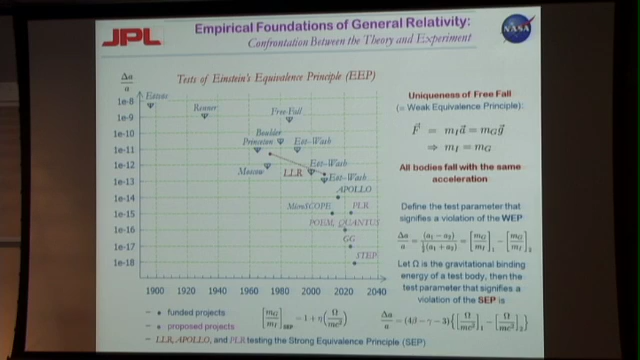 JPL
Empirical Foundations of General Relativity:
Confrontation Between the Theory and Experiment
NASA
Tests of Einstein's Equivalence Principle (EEP)
Δa
a
1e-8
1e-9
1e-10
1e-11
1e-12
1e-13
1e-14
1e-15
1e-16
1e-17
1e-18
Eotvos
Renner
Free-Fall
Boulder
Princeton
Eot-Wash
Moscow
LLR
Eot-Wash
Eot-Wash
APOLLO
MicroSCOPE
PLR
POEM, QUANTUS
GG
STEP
1900 1920 1940 1960 1980 2000 2020 2040
Uniqueness of Free Fall
(= Weak Equivalence Principle):
F⃗ = m_I a⃗ = m_G g⃗
⇒ m_I = m_G
All bodies fall with the same
acceleration
Define the test parameter that
signifies a violation of the WEP
Δa/a = (a₁ − a₂)/½(a₁ + a₂) = [m_G/m_I]₁ − [m_G/m_I]₂
Let Ω is the gravitational binding
energy of a test body, then the
test parameter that signifies a
violation of the SEP is
Δa/a = (4β − γ − 3){[Ω/mc²]₁ − [Ω/mc²]₂}
− • funded projects
− • proposed projects
[m_G/m_I]_SEP = 1 + η(Ω/mc²)
− LLR, APOLLO, and PLR testing the Strong Equivalence Principle (SEP)